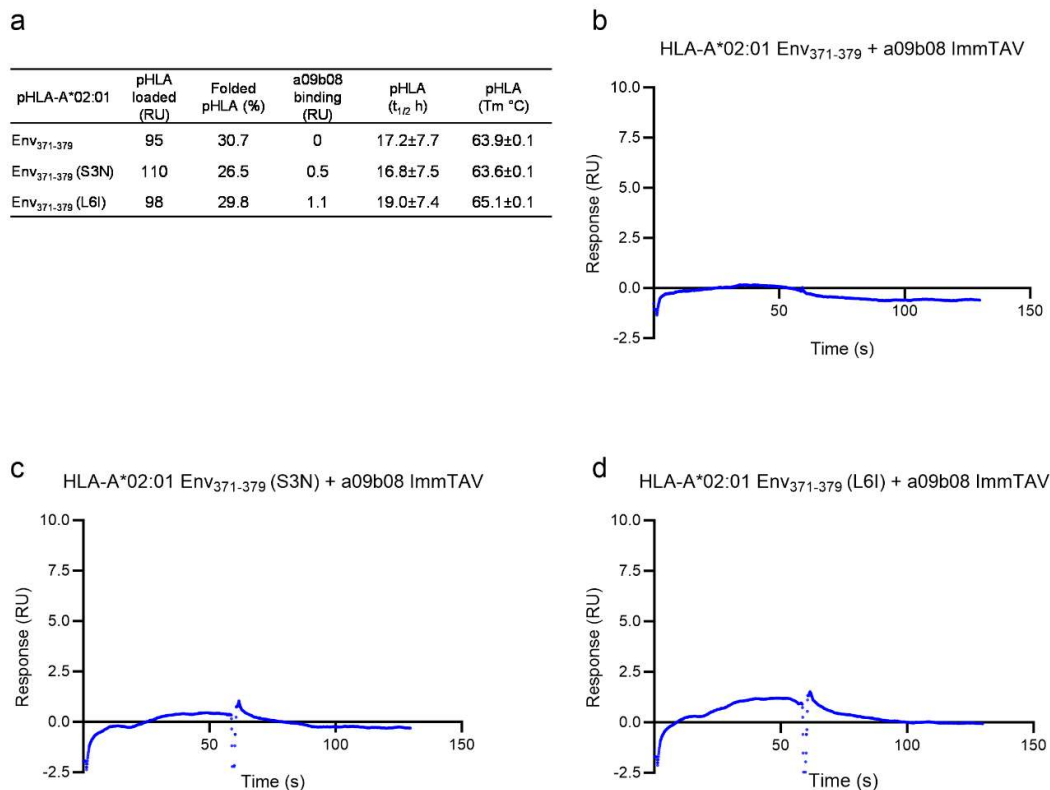 a
pHLA-A*02:01 pHLA loaded (RU) Folded pHLA (%) a09b08 binding (RU) pHLA (t1/2 h) pHLA (Tm °C)
Env371-379 95 30.7 0 17.2±7.7 63.9±0.1
Env371-379 (S3N) 110 26.5 0.5 16.8±7.5 63.6±0.1
Env371-379 (L6I) 98 29.8 1.1 19.0±7.4 65.1±0.1
b
HLA-A*02:01 Env371-379 + a09b08 ImmTAV
10.0
7.5
5.0
2.5
0.0
-2.5
Response (RU)
50 100 150
Time (s)
c
HLA-A*02:01 Env371-379 (S3N) + a09b08 ImmTAV
10.0
7.5
5.0
2.5
0.0
-2.5
Response (RU)
50 100 150
Time (s)
d
HLA-A*02:01 Env371-379 (L6I) + a09b08 ImmTAV
10.0
7.5
5.0
2.5
0.0
-2.5
Response (RU)
50 100 150
Time (s)